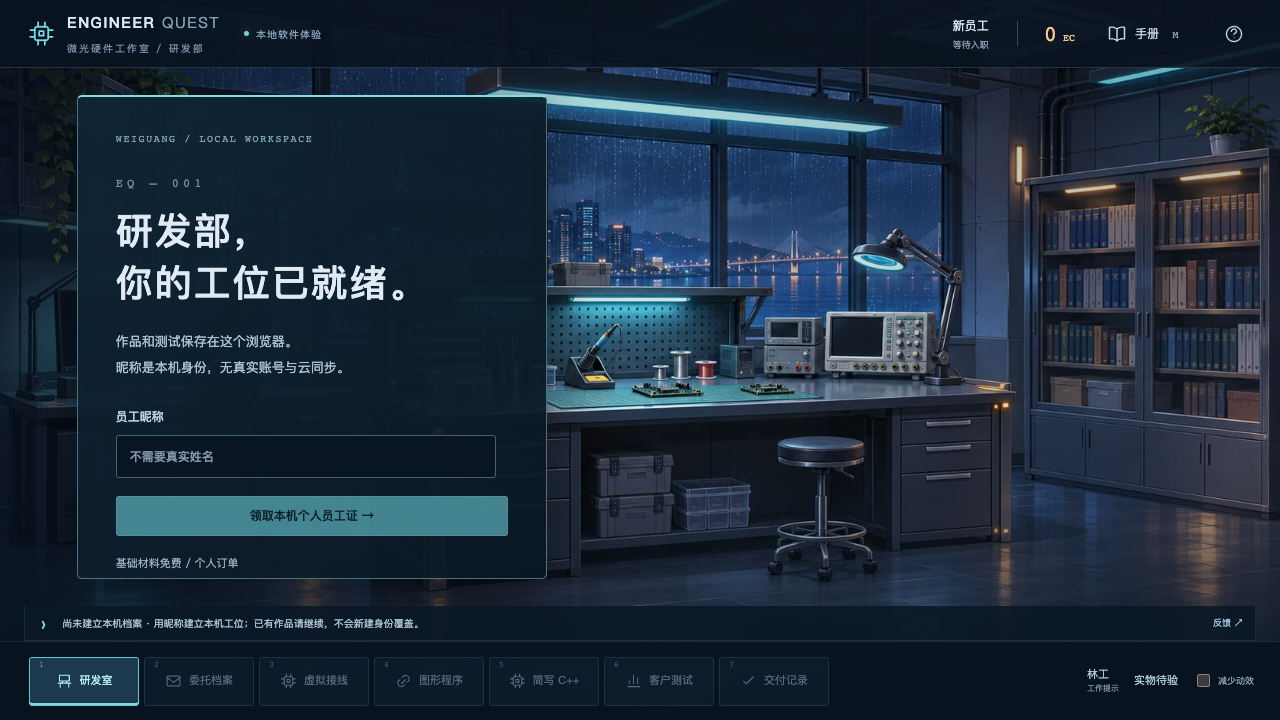 ENGINEER QUEST
微光硬件工作室 / 研发部
本地软件体验
新员工
等待入职
0 EC
手册 M
WEIGUANG / LOCAL WORKSPACE
EQ — 001
研发部，
你的工位已就绪。
作品和测试保存在这个浏览器。
昵称是本机身份，无真实账号与云同步。
员工昵称
不需要真实姓名
领取本机个人员工证 →
基础材料免费 / 个人订单
› 尚未建立本机档案 · 用昵称建立本机工位；已有作品请继续，不会新建身份覆盖。
反馈 ↗
1 研发室
2 委托档案
3 虚拟接线
4 图形程序
5 简写 C++
6 客户测试
7 交付记录
林工
工作提示
实物待验
减少动效